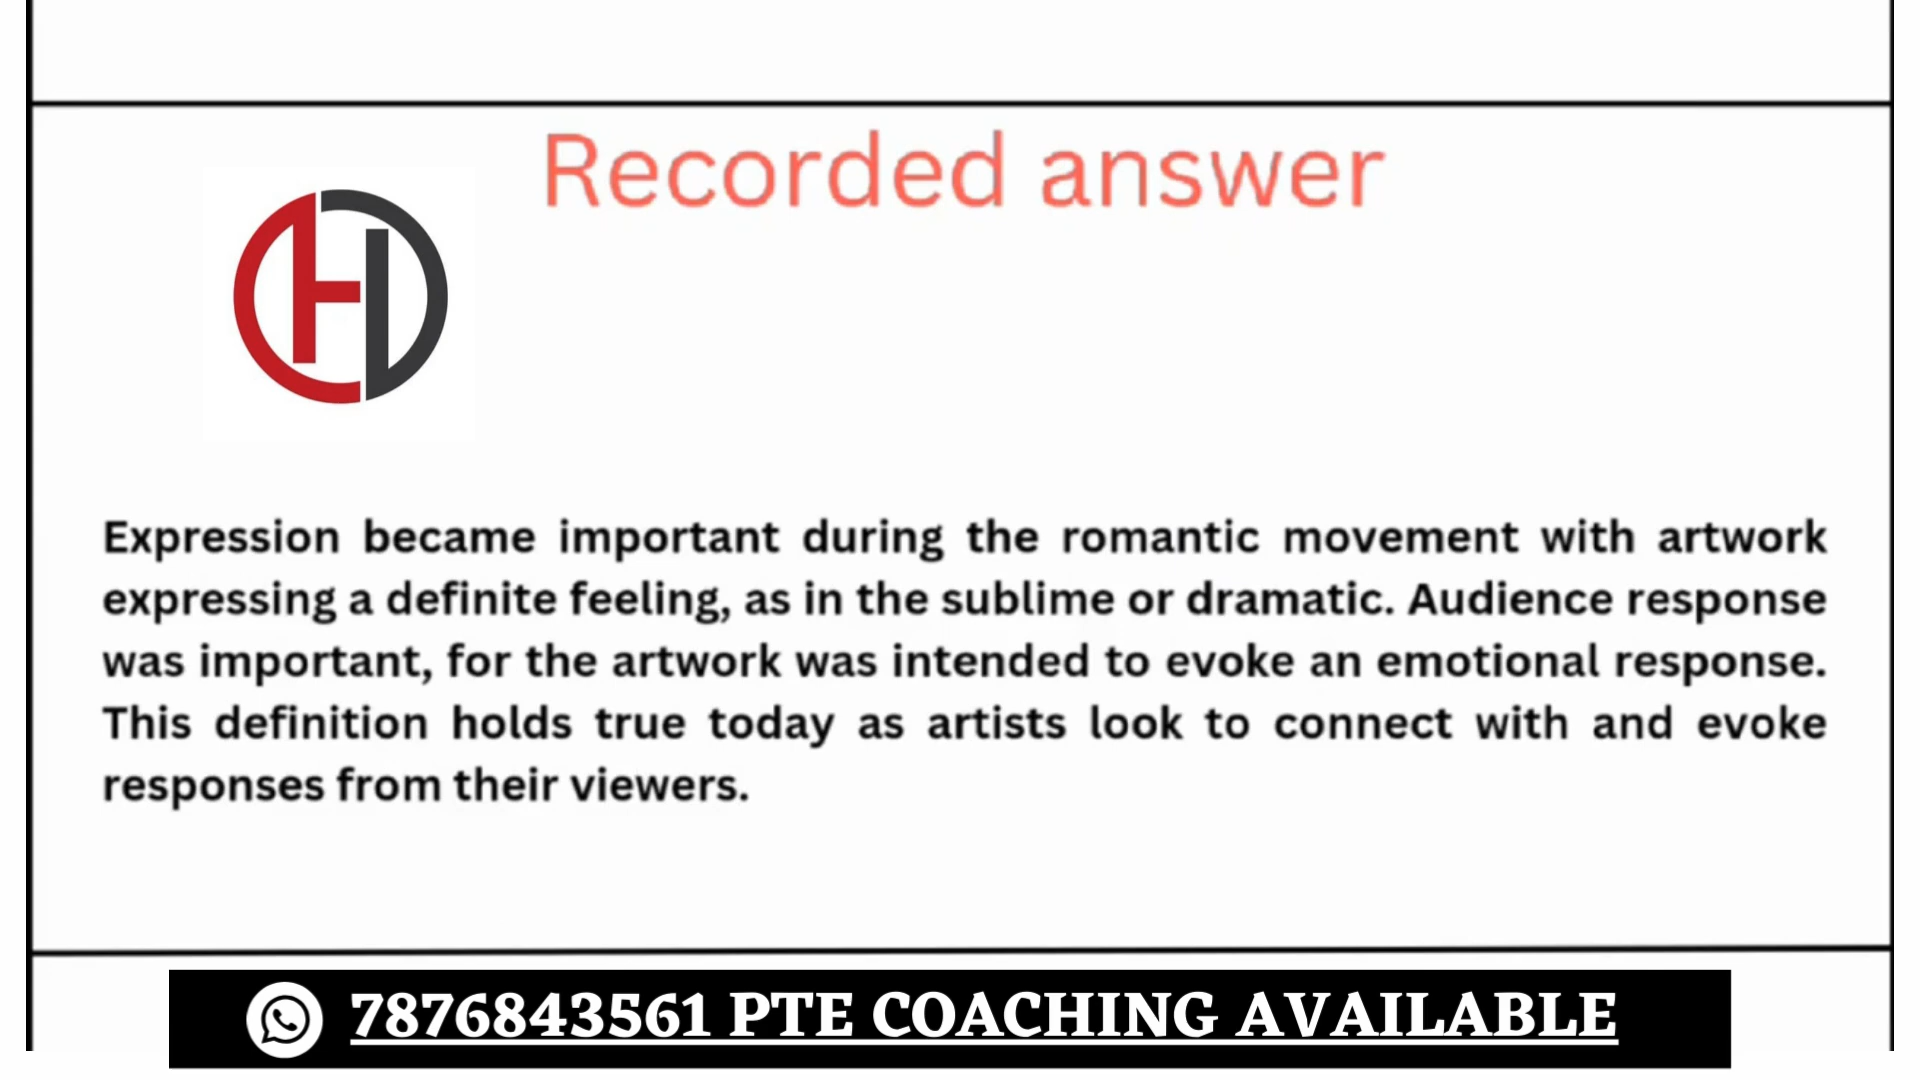 Recorded answer
Expression became important during the romantic movement with artwork
expressing a definite feeling, as in the sublime or dramatic. Audience response
was important, for the artwork was intended to evoke an emotional response.
This definition holds true today as artists look to connect with and evoke
responses from their viewers.
7876843561 PTE COACHING AVAILABLE